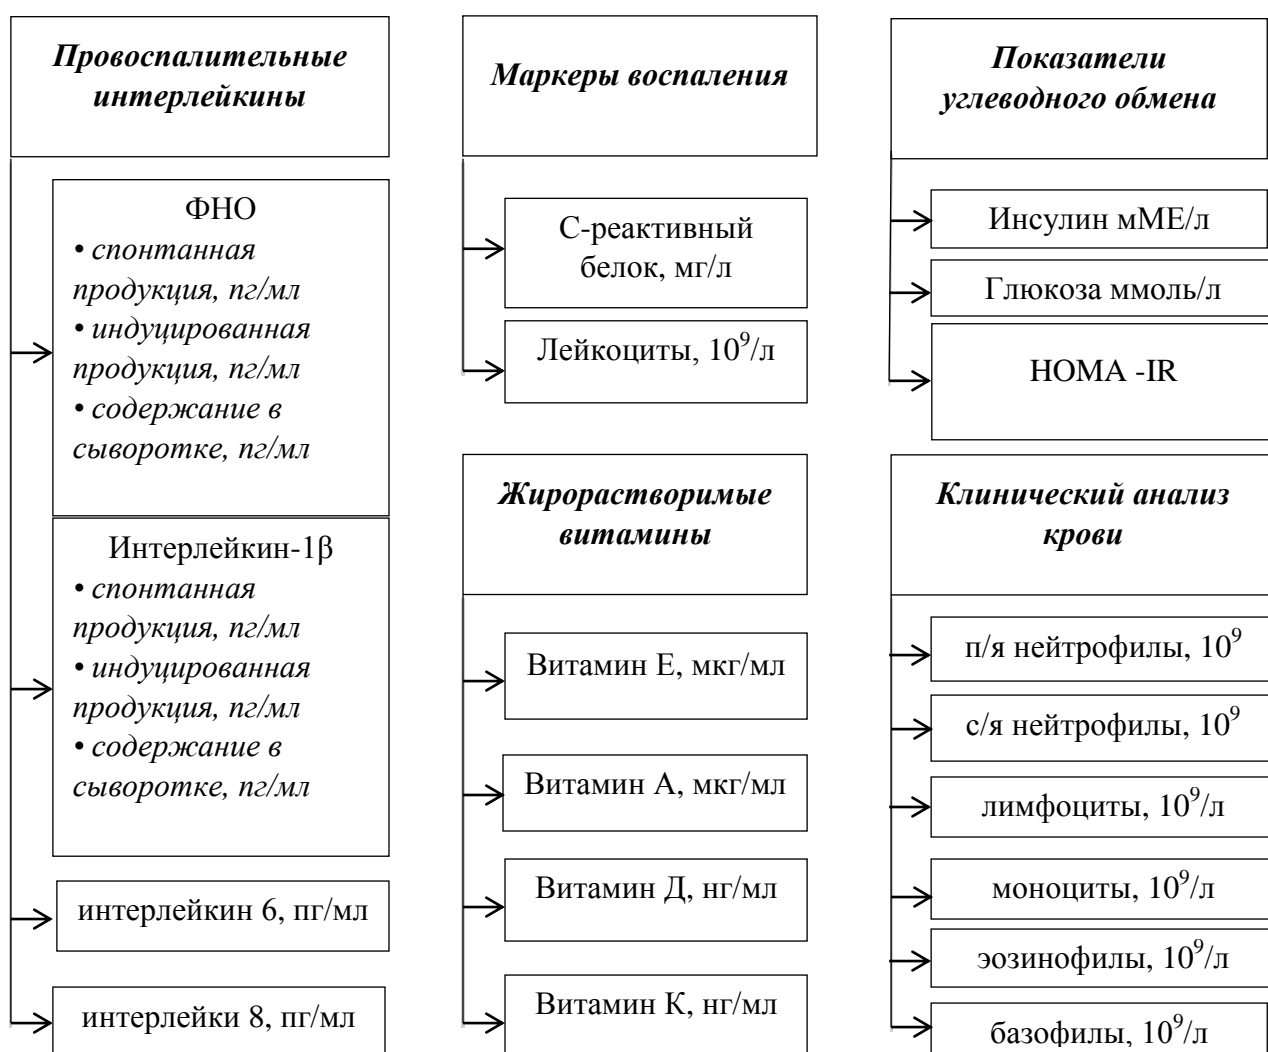 Провоспалительные
интерлейкины
ФНО
• спонтанная
продукция, пг/мл
• индуцированная
продукция, пг/мл
• содержание в
сыворотке, пг/мл
Интерлейкин-1β
• спонтанная
продукция, пг/мл
• индуцированная
продукция, пг/мл
• содержание в
сыворотке, пг/мл
интерлейкин 6, пг/мл
интерлейки 8, пг/мл
Маркеры воспаления
С-реактивный
белок, мг/л
Лейкоциты, 10⁹/л
Жирорастворимые
витамины
Витамин Е, мкг/мл
Витамин А, мкг/мл
Витамин Д, нг/мл
Витамин К, нг/мл
Показатели
углеводного обмена
Инсулин мМЕ/л
Глюкоза ммоль/л
HOMA -IR
Клинический анализ
крови
п/я нейтрофилы, 10⁹
с/я нейтрофилы, 10⁹
лимфоциты, 10⁹/л
моноциты, 10⁹/л
эозинофилы, 10⁹/л
базофилы, 10⁹/л